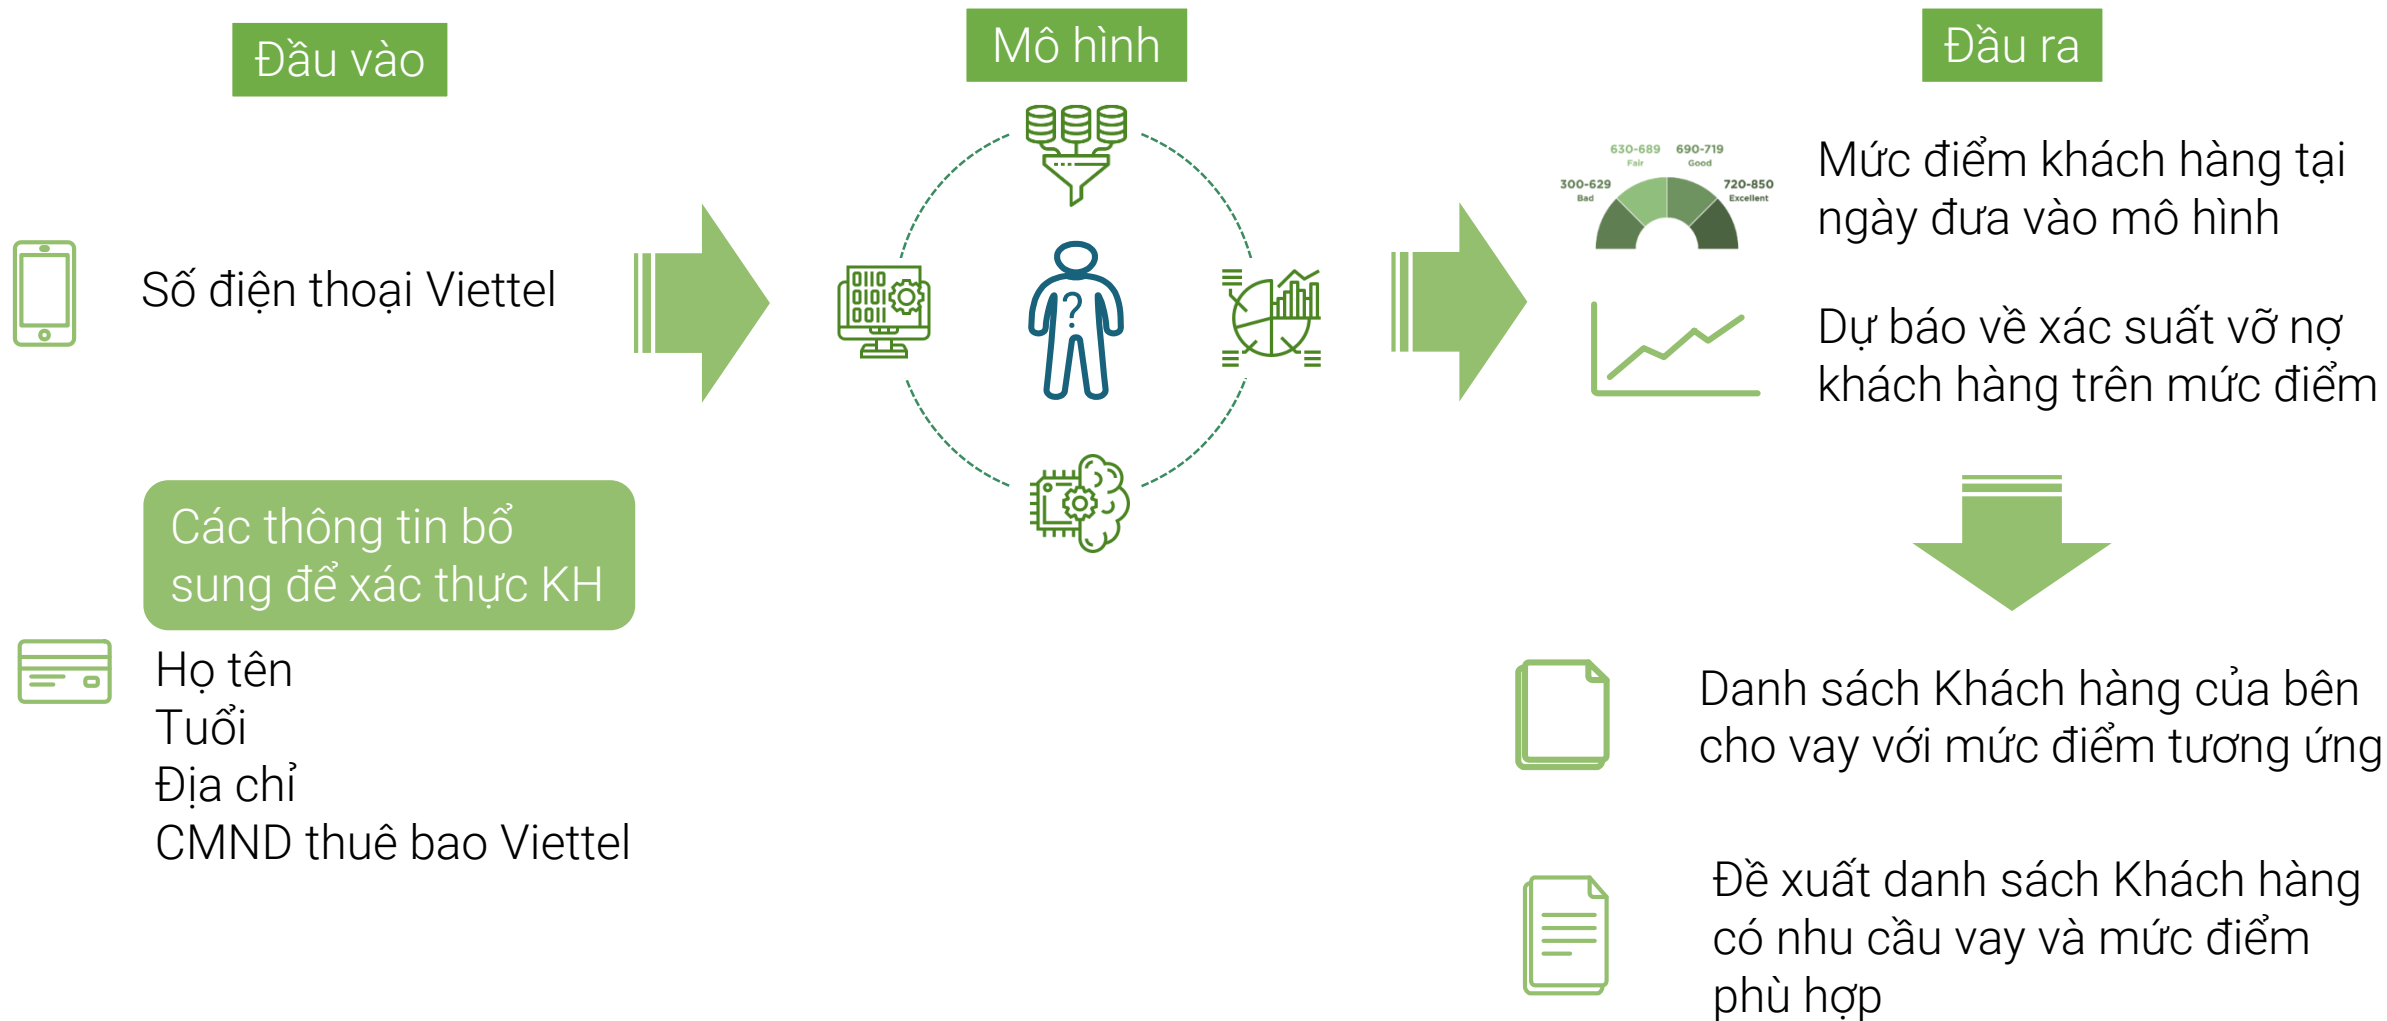 Đầu vào
Số điện thoại Viettel
Các thông tin bổ
sung để xác thực KH
Họ tên
Tuổi
Địa chỉ
CMND thuê bao Viettel
Mô hình
?
Đầu ra
630-689
Fair
690-719
Good
300-629
Bad
720-850
Excellent
Mức điểm khách hàng tại
ngày đưa vào mô hình
Dự báo về xác suất vỡ nợ
khách hàng trên mức điểm
Danh sách Khách hàng của bên
cho vay với mức điểm tương ứng
Đề xuất danh sách Khách hàng
có nhu cầu vay và mức điểm
phù hợp